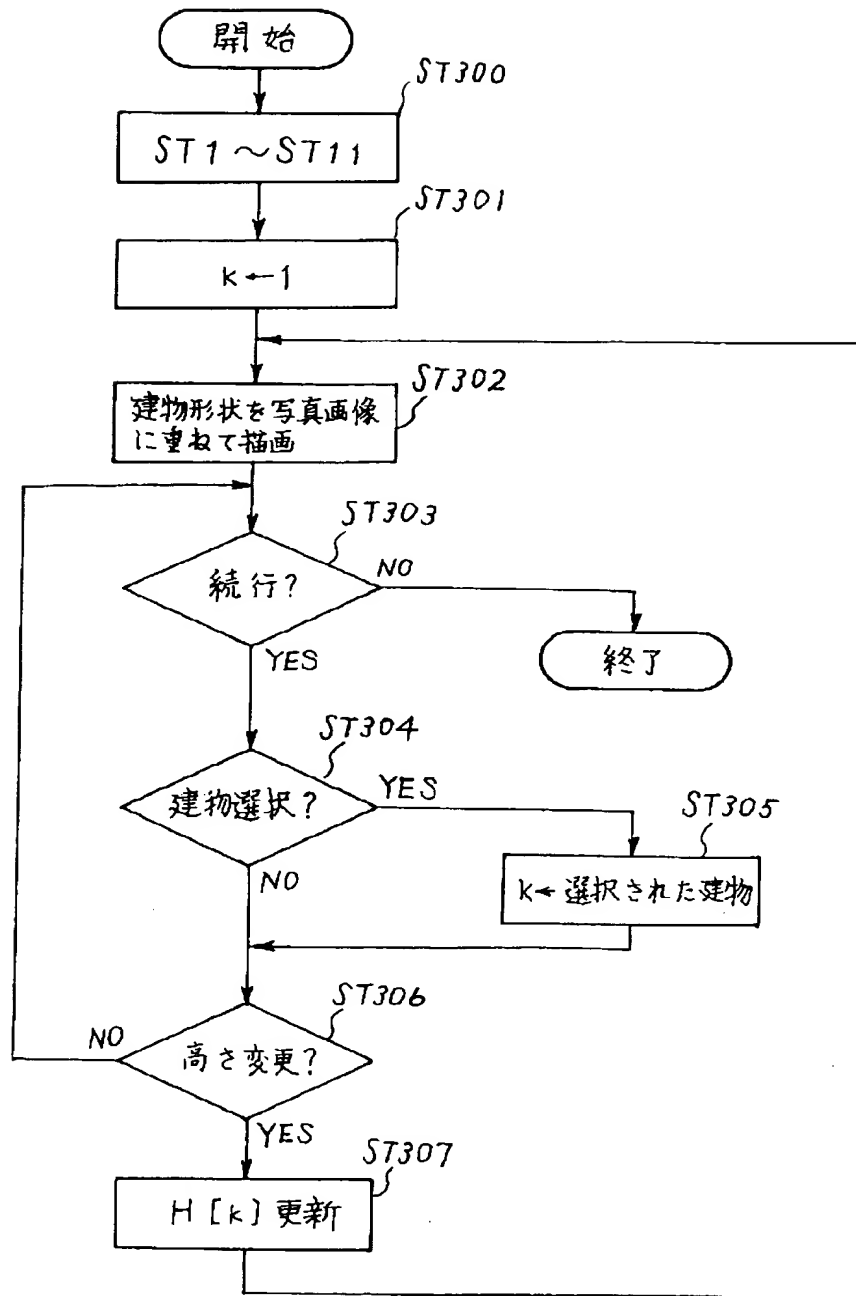 開始
ST300
ST1～ST11
ST301
k←1
ST302
建物形状を写真画像
に重ねて描画
ST303
続行?
NO
YES
終了
ST304
建物選択?
YES
NO
ST305
k←選択された建物
ST306
高さ変更?
NO
YES
ST307
H[k]更新